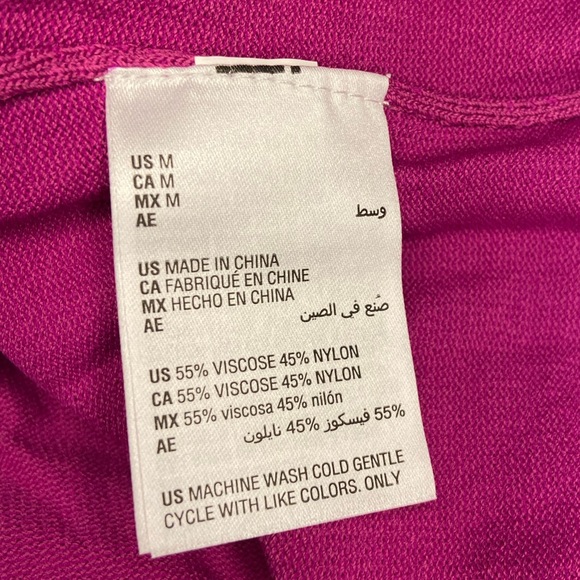 US M
CA M
MX M
AE وسط
US MADE IN CHINA
CA FABRIQUÉ EN CHINE
MX HECHO EN CHINA
AE صُنع في الصين
US 55% VISCOSE 45% NYLON
CA 55% VISCOSE 45% NYLON
MX 55% viscosa 45% nilón
AE 55% فيسكوز 45% نايلون
US MACHINE WASH COLD GENTLE
CYCLE WITH LIKE COLORS. ONLY